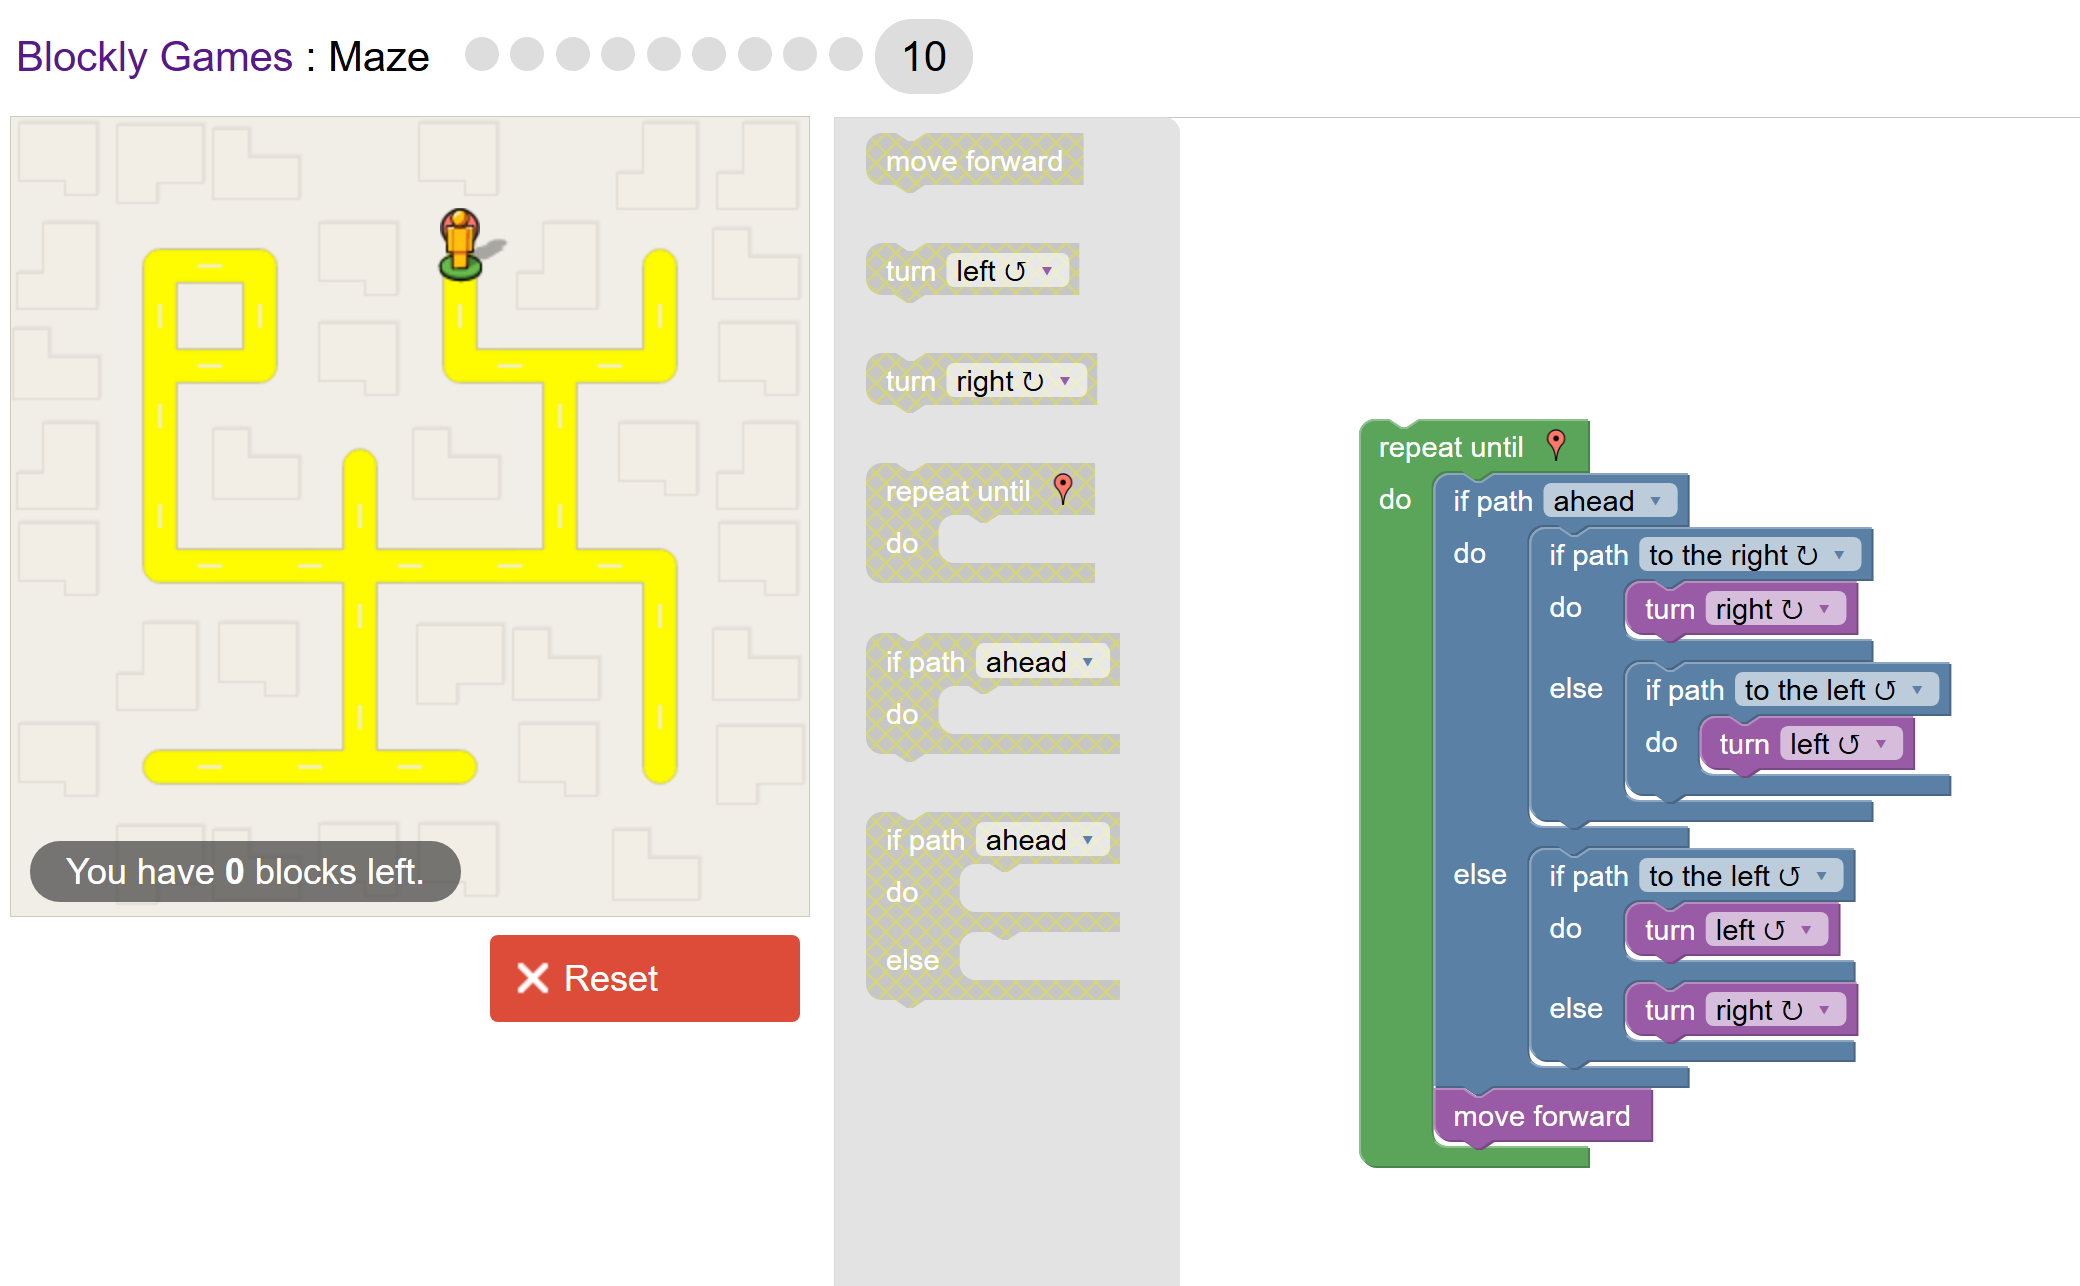 Blockly Games : Maze 10
move forward
turn left ↺ ▾
turn right ↻ ▾
repeat until
do
if path ahead ▾
do
if path ahead ▾
do
else
repeat until
do if path ahead ▾
do if path to the right ↻ ▾
do turn right ↻ ▾
else if path to the left ↺ ▾
do turn left ↺ ▾
else if path to the left ↺ ▾
do turn left ↺ ▾
else turn right ↻ ▾
move forward
You have 0 blocks left.
Reset